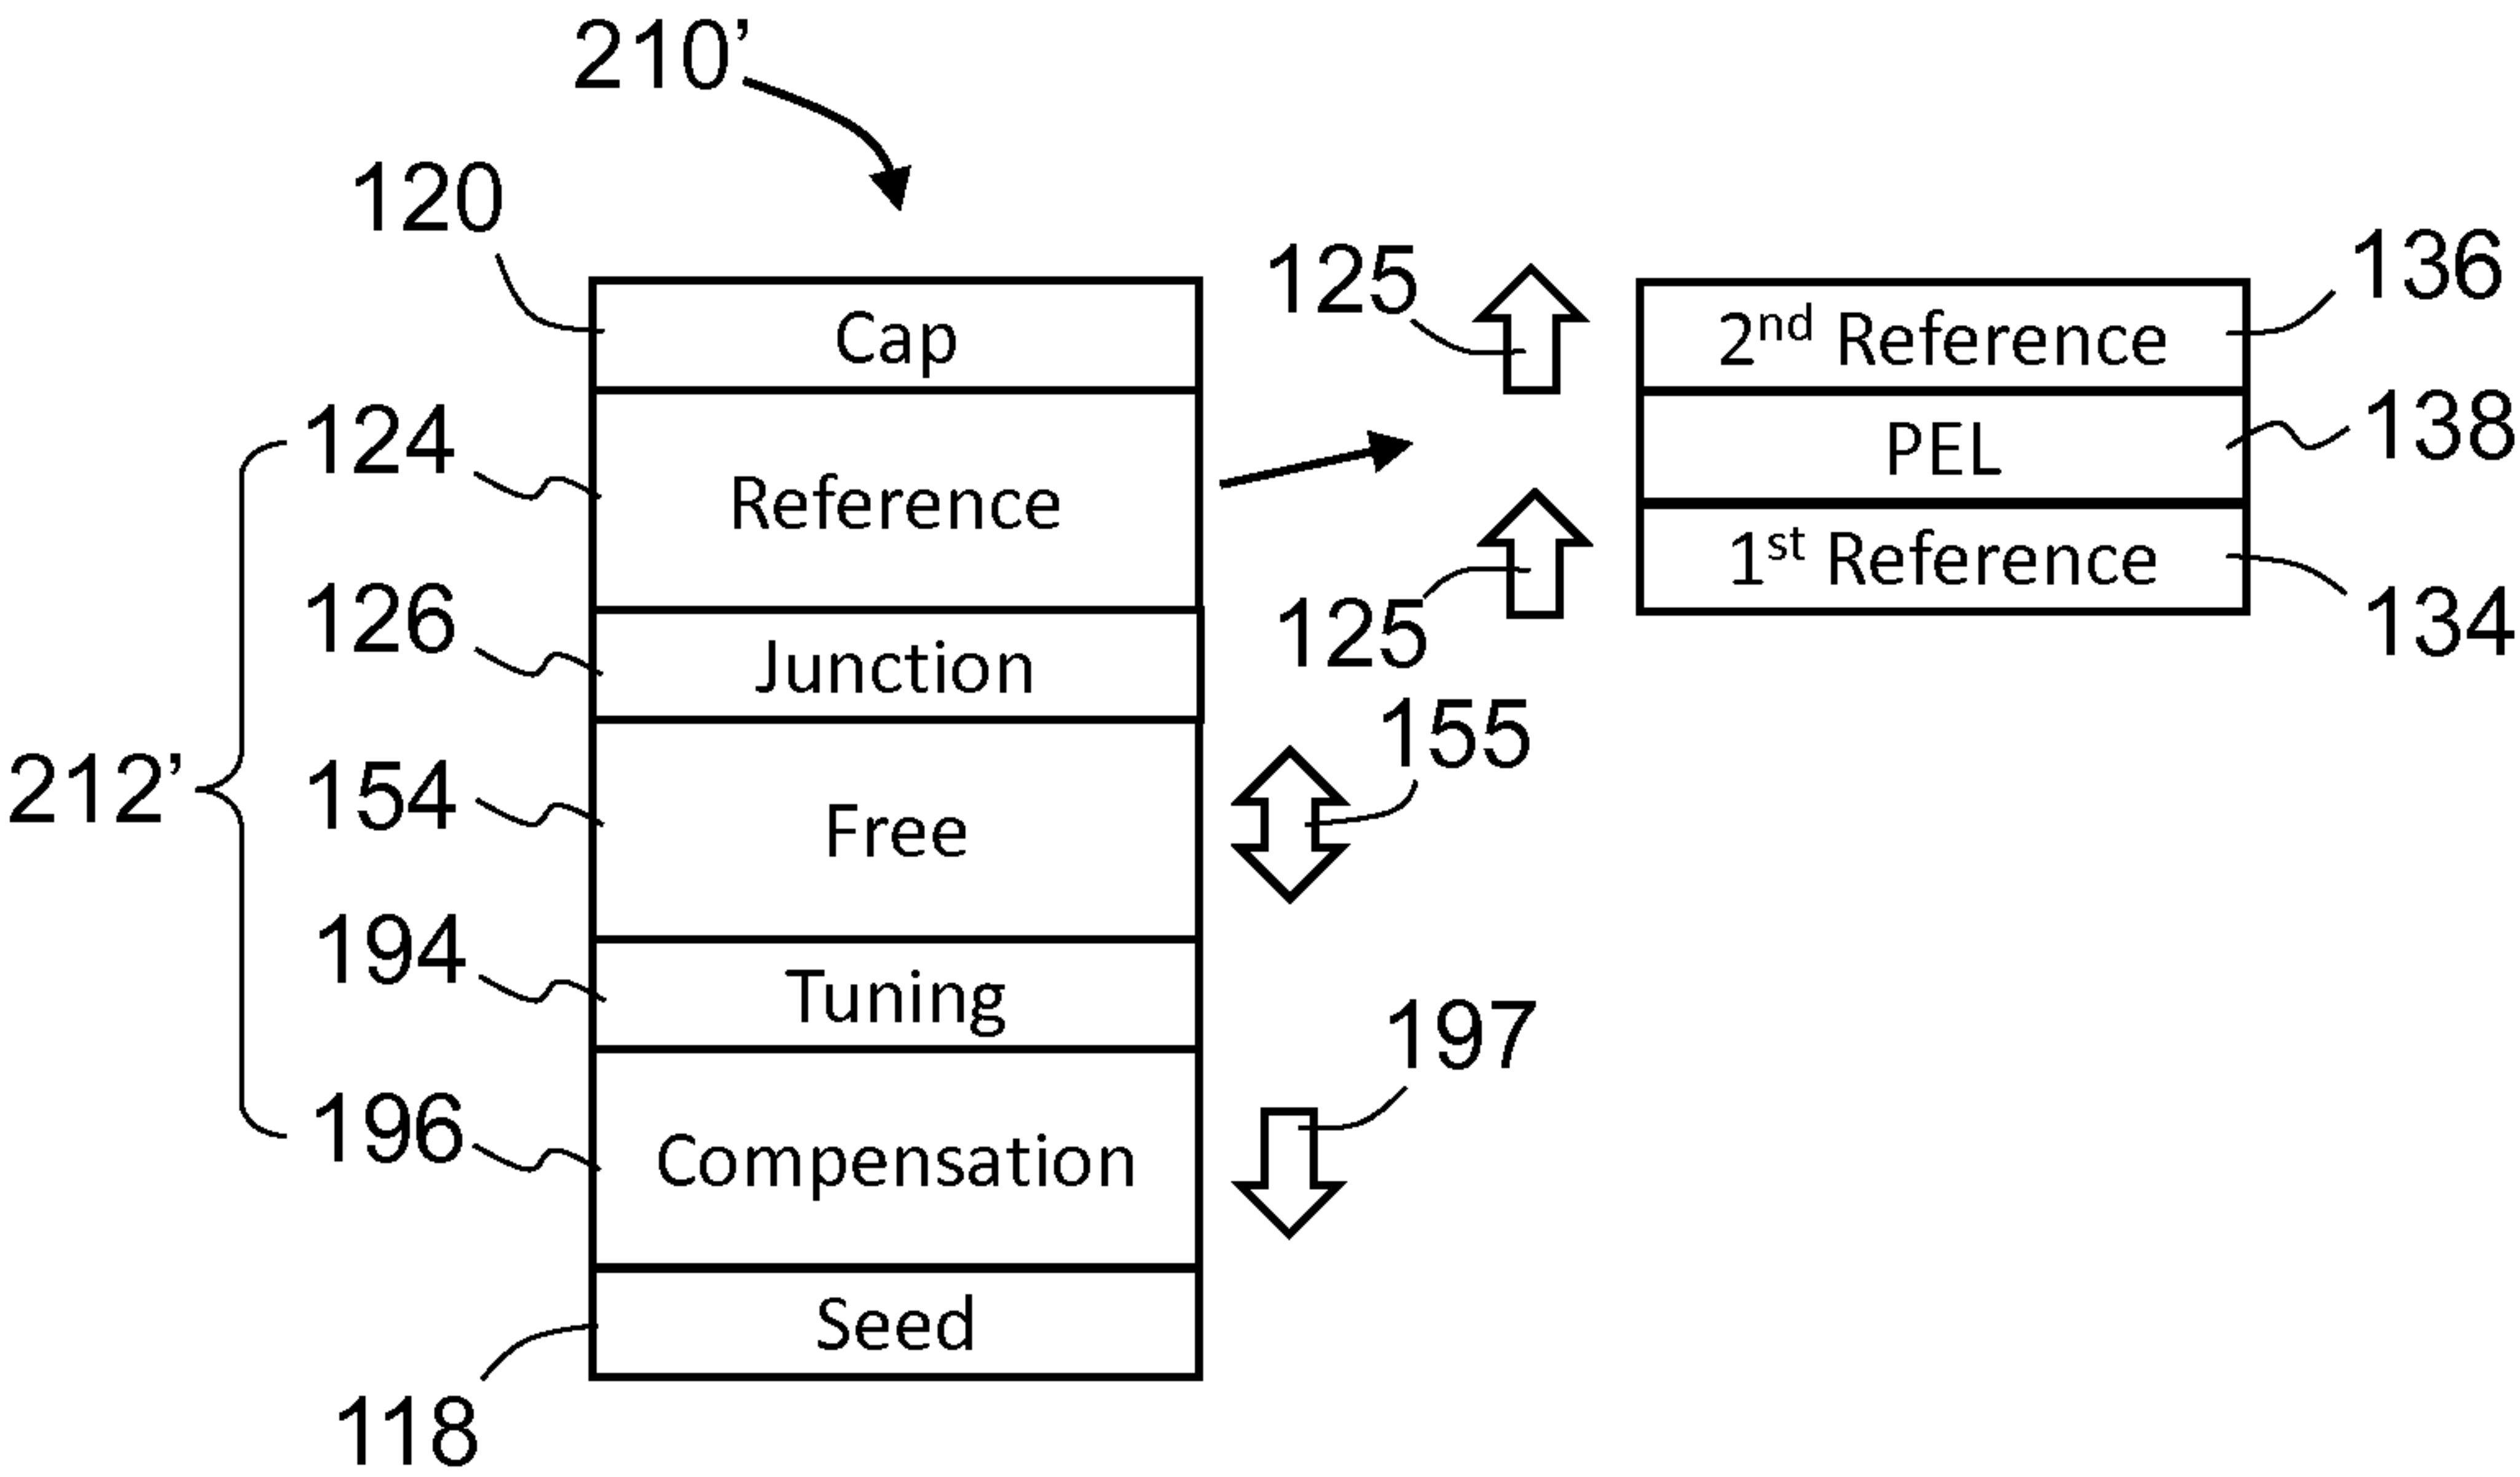 210’
120
Cap
125
2nd Reference
136
124
Reference
PEL
138
126
Junction
125
1st Reference
134
212’
154
Free
155
194
Tuning
197
196
Compensation
Seed
118